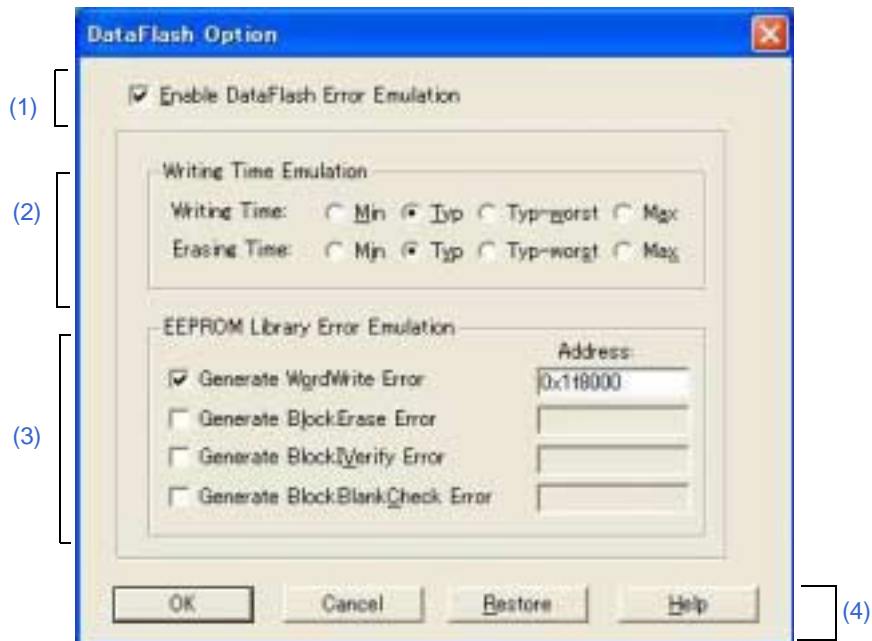 DataFlash Option
(1)
Enable DataFlash Error Emulation
Writing Time Emulation
(2)
Writing Time: Min Typ Typ-worst Max
Erasing Time: Min Typ Typ-worst Max
EEPROM Library Error Emulation
Address:
Generate WordWrite Error 0x1f8000
(3)
Generate BlockErase Error
Generate BlockIVerify Error
Generate BlockBlankCheck Error
OK Cancel Restore Help
(4)